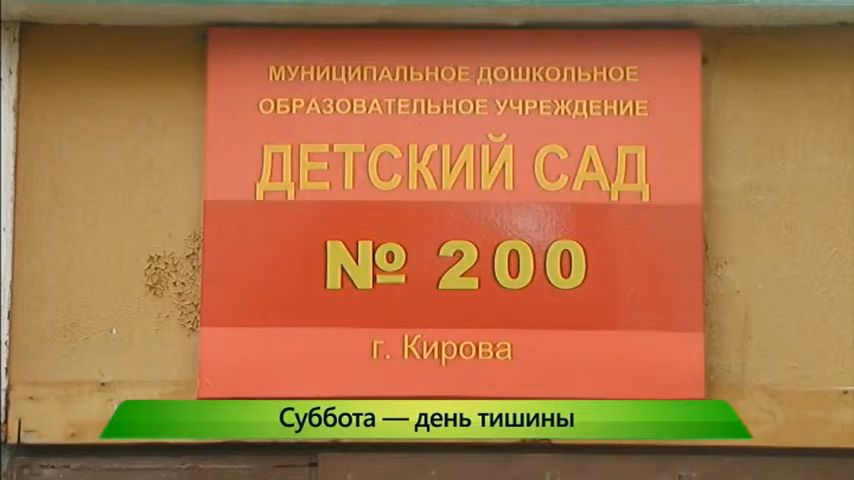 МУНИЦИПАЛЬНОЕ ДОШКОЛЬНОЕ
ОБРАЗОВАТЕЛЬНОЕ УЧРЕЖДЕНИЕ
ДЕТСКИЙ САД
№ 200
г. Кирова
Суббота — день тишины